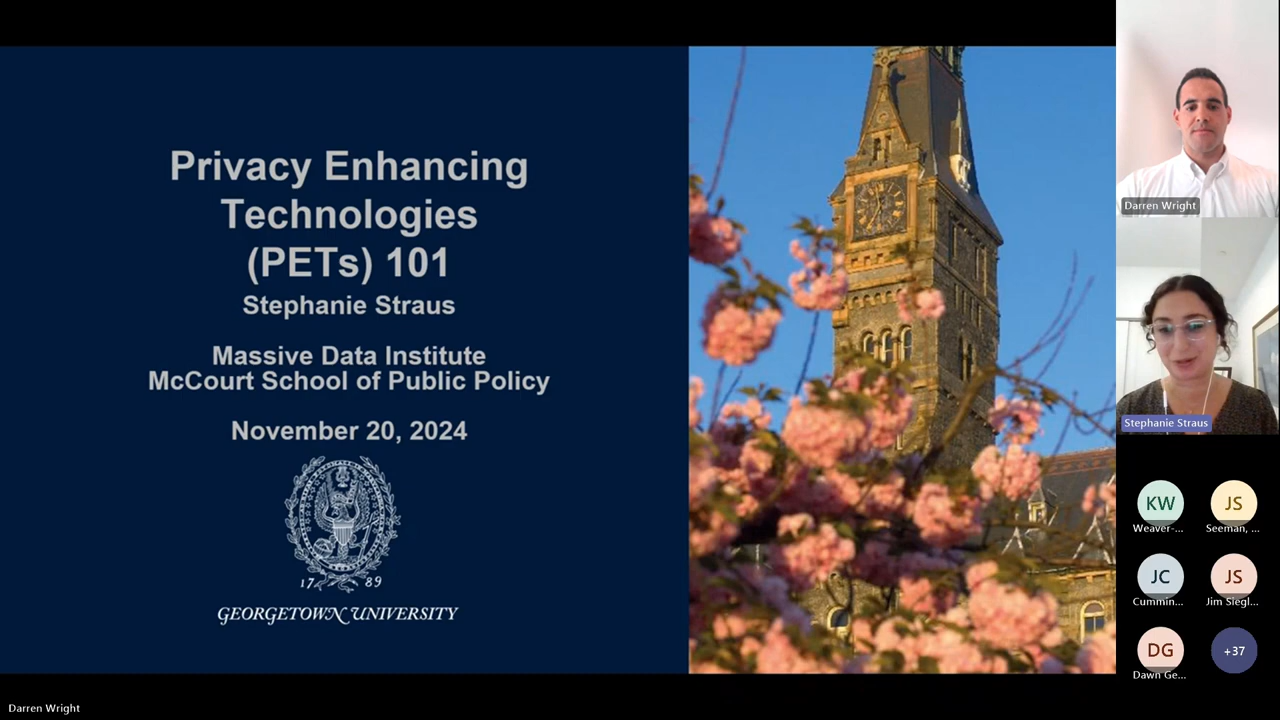 Privacy Enhancing
Technologies
(PETs) 101
Stephanie Straus
Massive Data Institute
McCourt School of Public Policy
November 20, 2024
17 89
GEORGETOWN UNIVERSITY
Darren Wright
Stephanie Straus
KW
Weaver-...
JS
Seeman, ...
JC
Cummin...
JS
Jim Siegl...
DG
Dawn Ge...
+37
Darren Wright